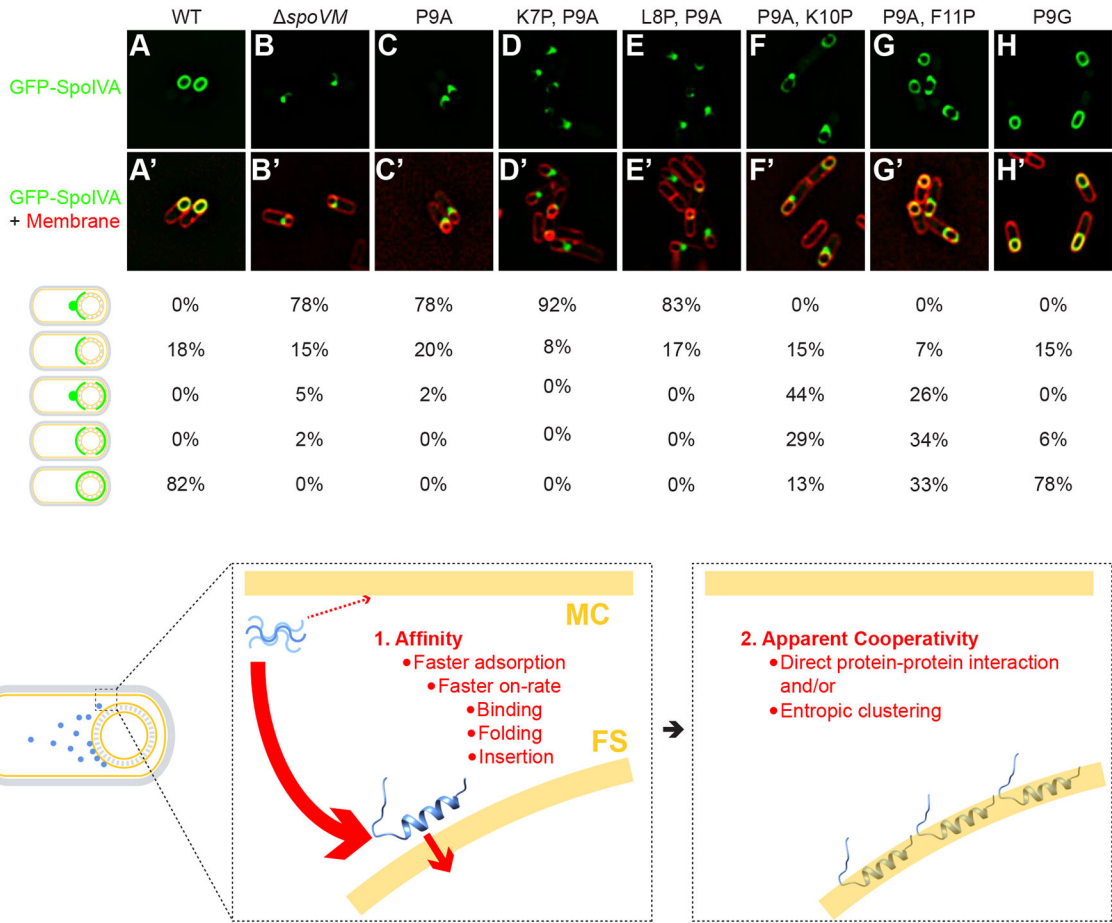 WT ΔspoVM P9A K7P, P9A L8P, P9A P9A, K10P P9A, F11P P9G
A B C D E F G H
GFP-SpoIVA
A' B' C' D' E' F' G' H'
GFP-SpoIVA
+ Membrane
0% 78% 78% 92% 83% 0% 0% 0%
18% 15% 20% 8% 17% 15% 7% 15%
0% 5% 2% 0% 0% 44% 26% 0%
0% 2% 0% 0% 0% 29% 34% 6%
82% 0% 0% 0% 0% 13% 33% 78%
MC
1. Affinity
•Faster adsorption
•Faster on-rate
•Binding
•Folding
•Insertion
FS
2. Apparent Cooperativity
•Direct protein-protein interaction
and/or
•Entropic clustering